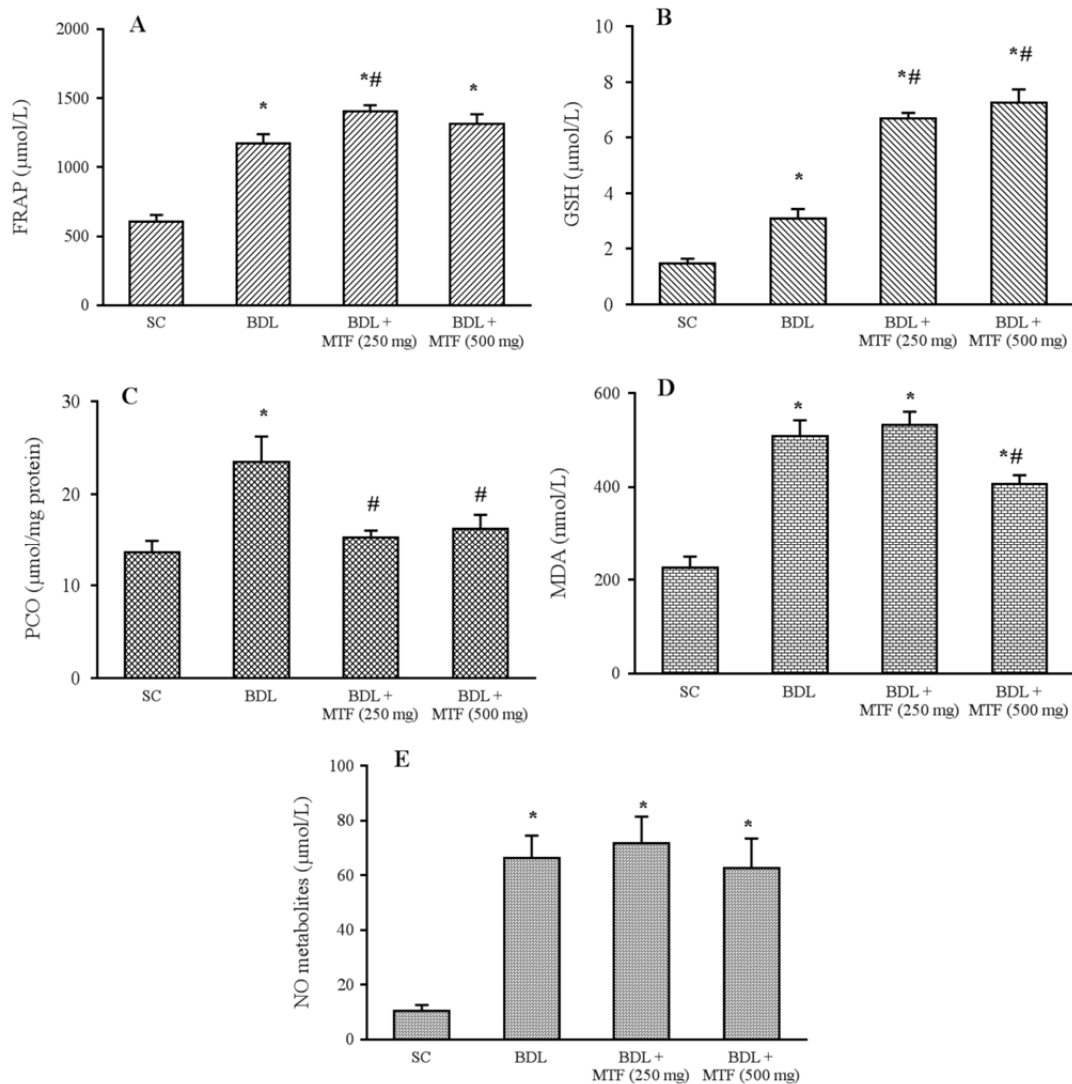 A
FRAP (µmol/L)
2000
1500
1000
500
0
*
*#
*
SC
BDL
BDL +
MTF (250 mg)
BDL +
MTF (500 mg)
B
GSH (µmol/L)
10
8
6
4
2
0
*
*#
*#
SC
BDL
BDL +
MTF (250 mg)
BDL +
MTF (500 mg)
C
PCO (µmol/mg protein)
30
20
10
0
*
#
#
SC
BDL
BDL +
MTF (250 mg)
BDL +
MTF (500 mg)
D
MDA (nmol/L)
600
400
200
0
*
*
*#
SC
BDL
BDL +
MTF (250 mg)
BDL +
MTF (500 mg)
E
NO metabolites (µmol/L)
100
80
60
40
20
0
*
*
*
SC
BDL
BDL +
MTF (250 mg)
BDL +
MTF (500 mg)